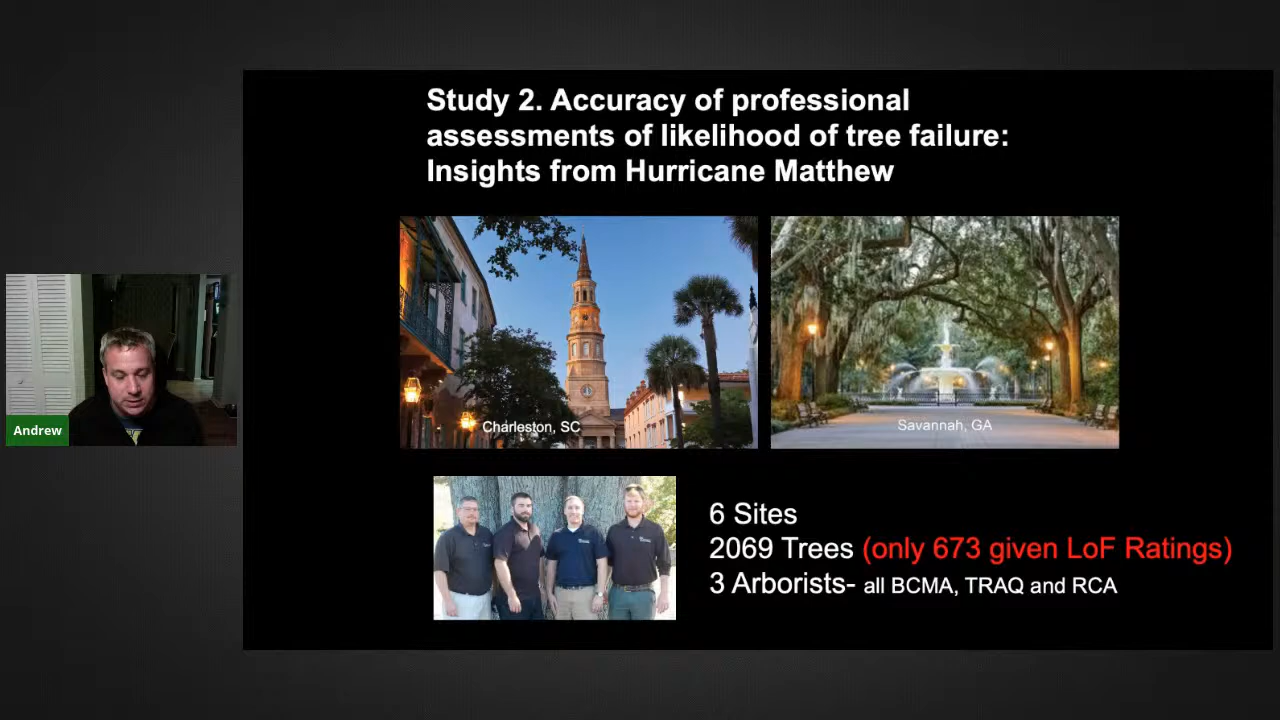 Study 2. Accuracy of professional
assessments of likelihood of tree failure:
Insights from Hurricane Matthew
Charleston, SC
Savannah, GA
Andrew
6 Sites
2069 Trees (only 673 given LoF Ratings)
3 Arborists- all BCMA, TRAQ and RCA